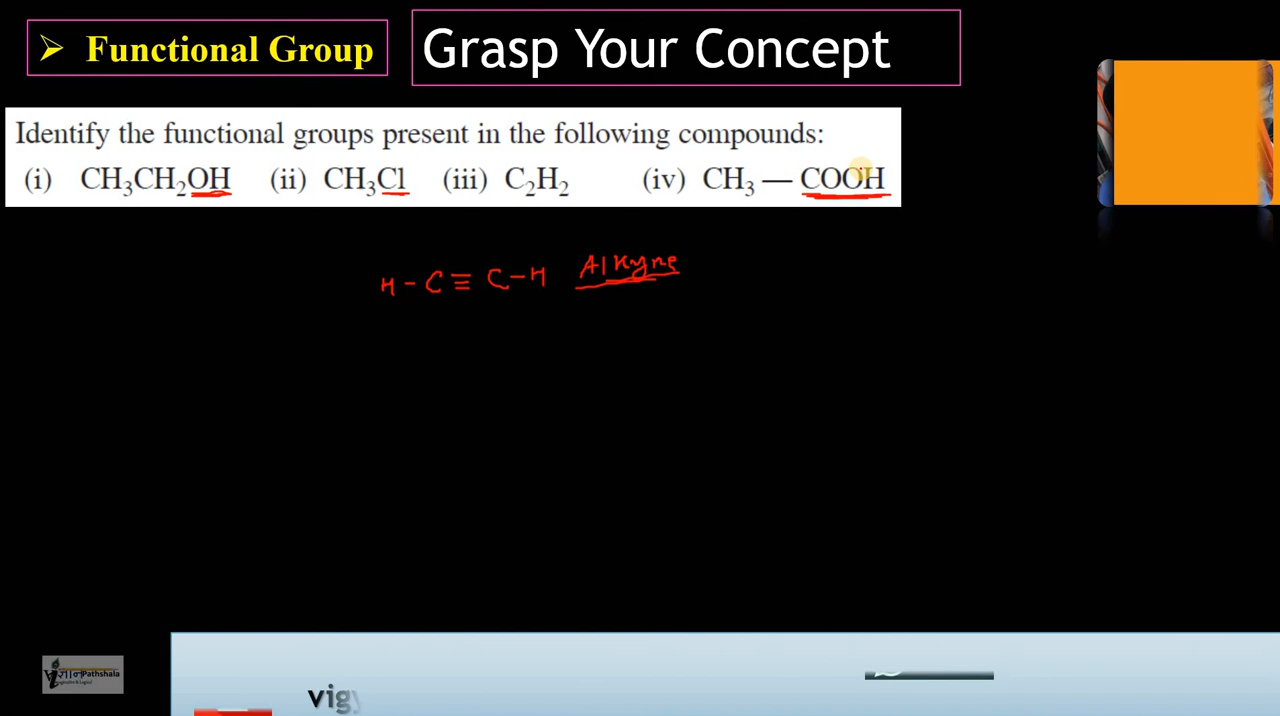 ➢ Functional Group
Grasp Your Concept
Identify the functional groups present in the following compounds:
(i) CH₃CH₂OH (ii) CH₃Cl (iii) C₂H₂ (iv) CH₃ — COOH
H - C ≡ C - H Alkyne
Pathshala
vig